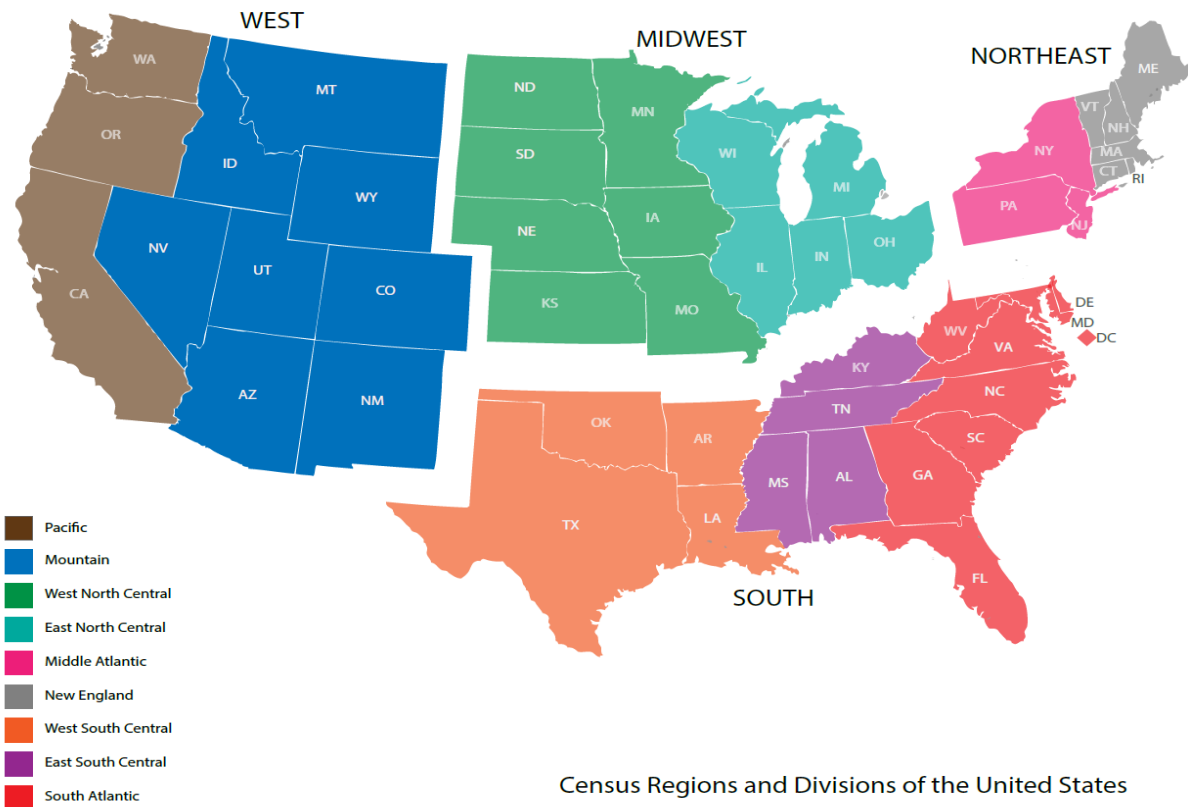 WEST
MIDWEST
NORTHEAST
WA
MT
OR
ID
WY
NV
UT
CO
CA
AZ
NM
ND
MN
SD
WI
MI
IA
NE
IL
IN
OH
KS
MO
ME
VT
NH
NY
MA
CT
RI
PA
NJ
DE
MD
DC
WV
VA
KY
NC
TN
SC
OK
AR
MS
AL
GA
TX
LA
FL
SOUTH
Pacific
Mountain
West North Central
East North Central
Middle Atlantic
New England
West South Central
East South Central
South Atlantic
Census Regions and Divisions of the United States